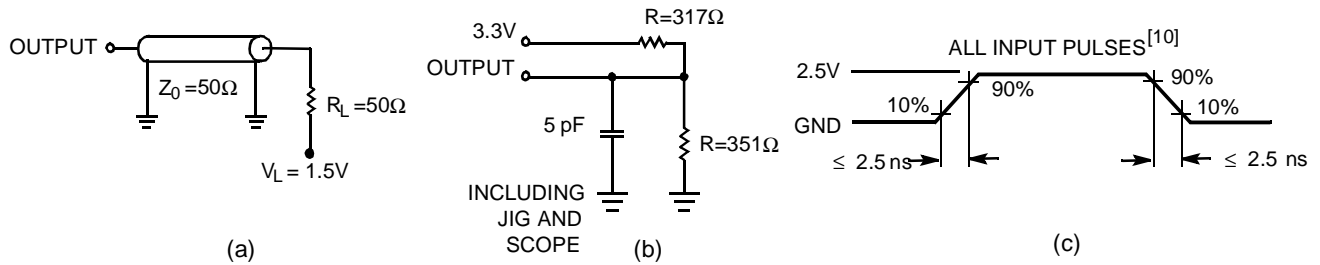 OUTPUT
Z0 =50Ω
RL =50Ω
VL = 1.5V
(a)
R=317Ω
3.3V
OUTPUT
5 pF
R=351Ω
INCLUDING
JIG AND
SCOPE
(b)
ALL INPUT PULSES[10]
2.5V
90%
90%
10%
10%
GND
≤ 2.5 ns
≤ 2.5 ns
(c)